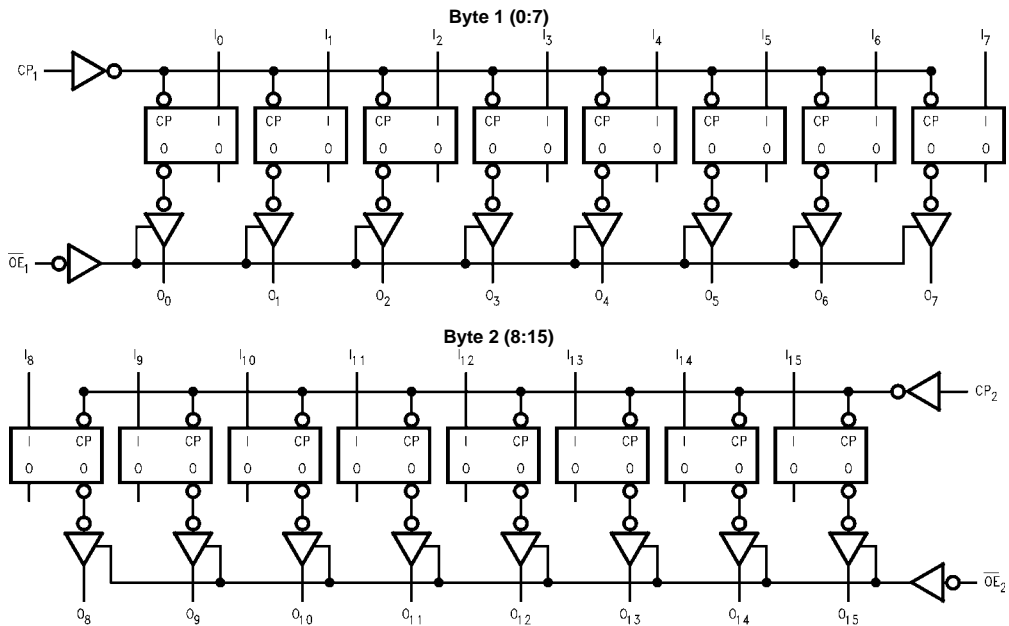 Byte 1 (0:7)
I0 I1 I2 I3 I4 I5 I6 I7
CP1
CP I CP I CP I CP I CP I CP I CP I CP I
O O O O O O O O O O O O O O O O
OE1
O0 O1 O2 O3 O4 O5 O6 O7
Byte 2 (8:15)
I8 I9 I10 I11 I12 I13 I14 I15
CP2
I CP I CP I CP I CP I CP I CP I CP I CP
O O O O O O O O O O O O O O O O
OE2
O8 O9 O10 O11 O12 O13 O14 O15